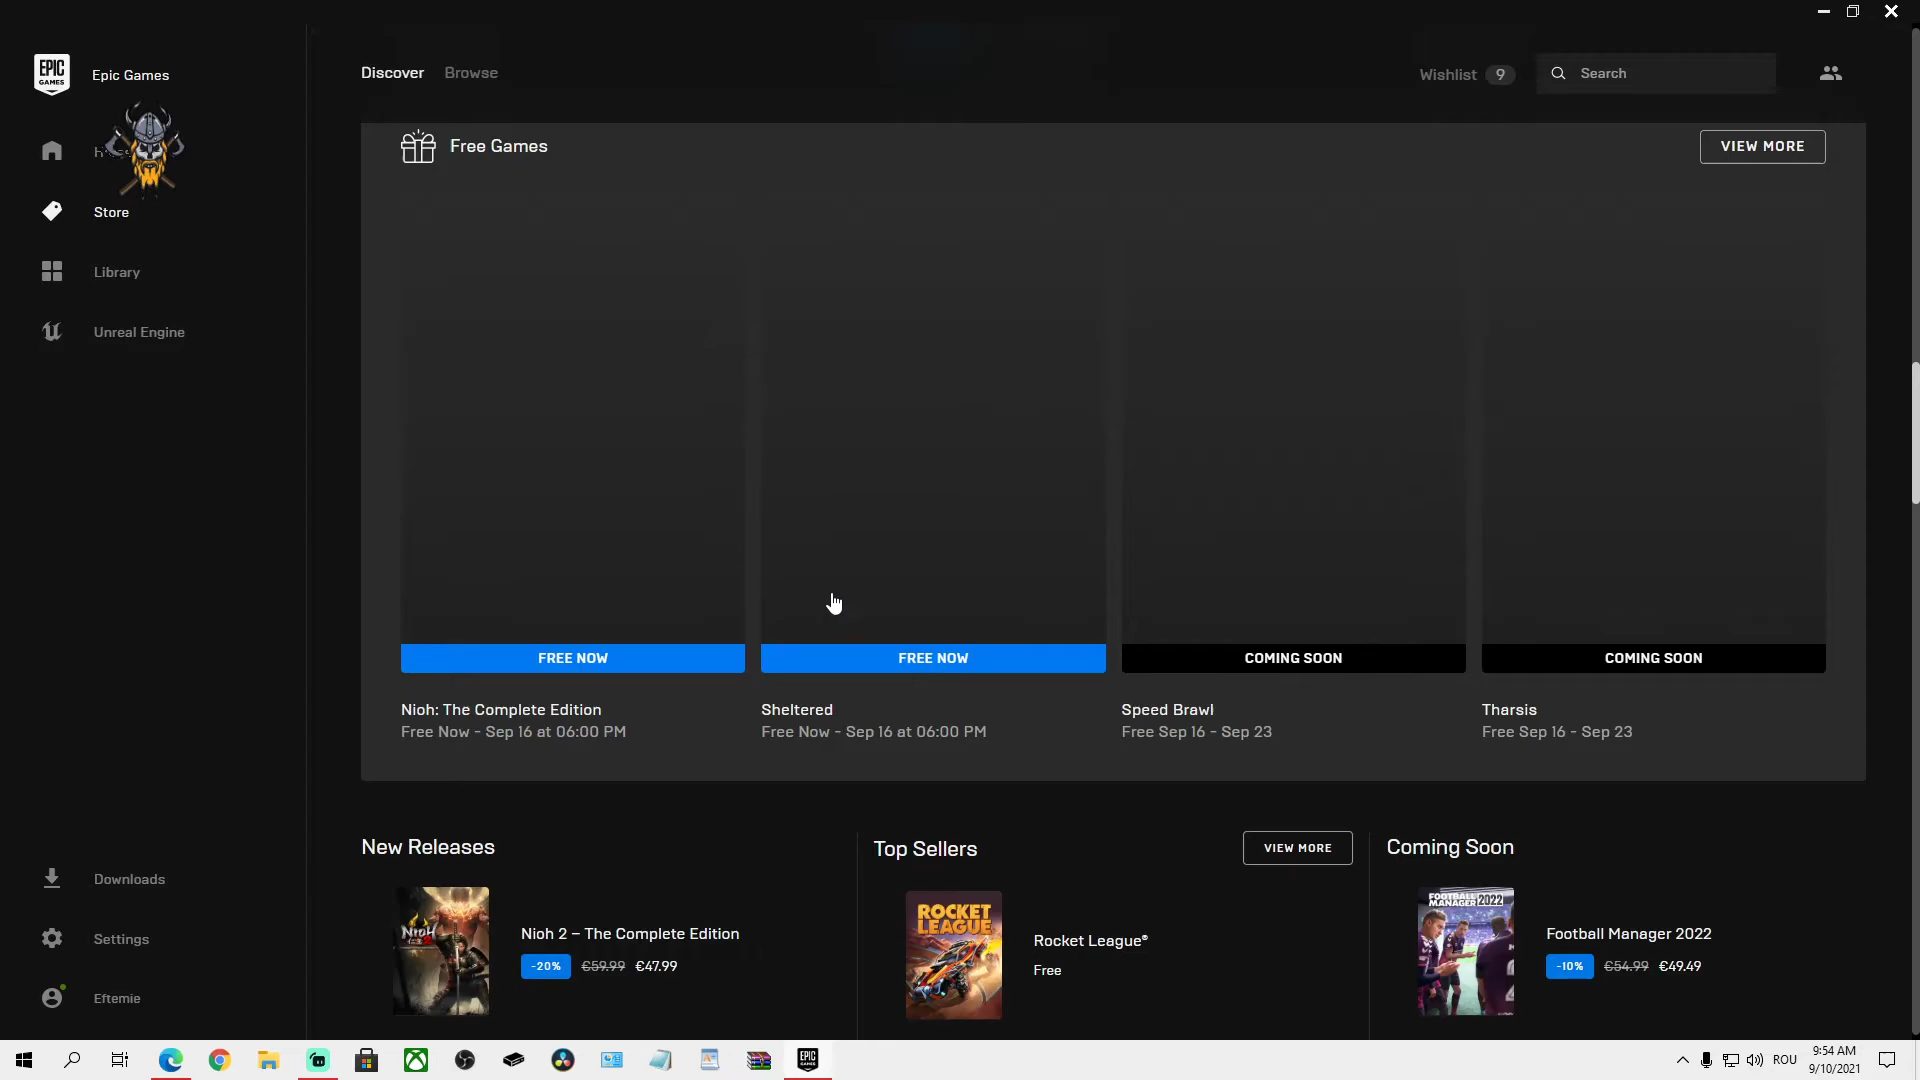 EPIC GAMES
Epic Games
Discover
Browse
Wishlist 9
Search
Store
Library
Unreal Engine
Free Games
VIEW MORE
FREE NOW
FREE NOW
COMING SOON
COMING SOON
Nioh: The Complete Edition
Free Now - Sep 16 at 06:00 PM
Sheltered
Free Now - Sep 16 at 06:00 PM
Speed Brawl
Free Sep 16 - Sep 23
Tharsis
Free Sep 16 - Sep 23
New Releases
NIOH 2
Nioh 2 – The Complete Edition
-20% €59.99 €47.99
Top Sellers
VIEW MORE
ROCKET LEAGUE
Rocket League®
Free
Coming Soon
FOOTBALL MANAGER 2022
Football Manager 2022
-10% €54.99 €49.49
Downloads
Settings
Eftemie
EPIC GAMES
ROU
9:54 AM
9/10/2021